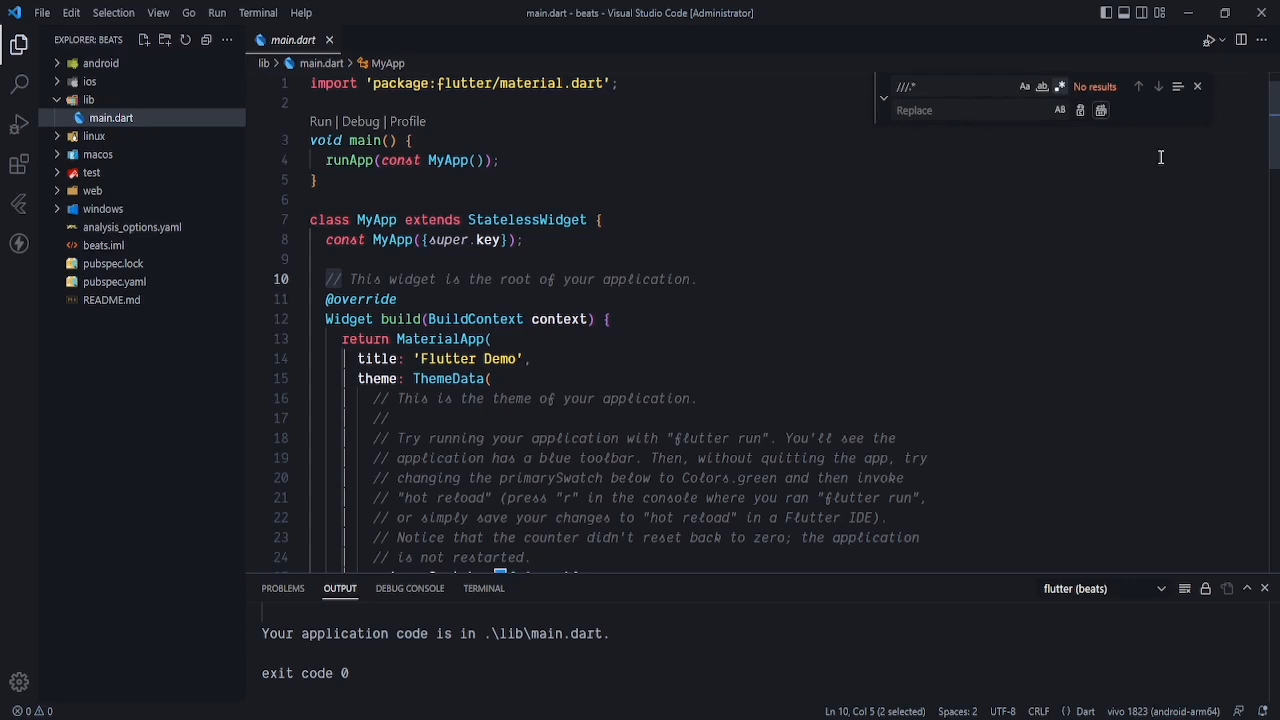 File Edit Selection View Go Run Terminal Help
main.dart - beats - Visual Studio Code [Administrator]
EXPLORER: BEATS
android
ios
lib
main.dart
linux
macos
test
web
windows
analysis_options.yaml
beats.iml
pubspec.lock
pubspec.yaml
README.md
main.dart
lib > main.dart > MyApp
///.*
Aa ab
No results
Replace
AB
1 import 'package:flutter/material.dart';
2
Run | Debug | Profile
3 void main() {
4 runApp(const MyApp());
5 }
6
7 class MyApp extends StatelessWidget {
8 const MyApp({super.key});
9
10 // This widget is the root of your application.
11 @override
12 Widget build(BuildContext context) {
13 return MaterialApp(
14 title: 'Flutter Demo',
15 theme: ThemeData(
16 // This is the theme of your application.
17 //
18 // Try running your application with "flutter run". You'll see the
19 // application has a blue toolbar. Then, without quitting the app, try
20 // changing the primarySwatch below to Colors.green and then invoke
21 // "hot reload" (press "r" in the console where you ran "flutter run",
22 // or simply save your changes to "hot reload" in a Flutter IDE).
23 // Notice that the counter didn't reset back to zero; the application
24 // is not restarted.
PROBLEMS OUTPUT DEBUG CONSOLE TERMINAL
flutter (beats)
Your application code is in .\lib\main.dart.
exit code 0
0 0
Ln 10, Col 5 (2 selected) Spaces: 2 UTF-8 CRLF {} Dart vivo 1823 (android-arm64)